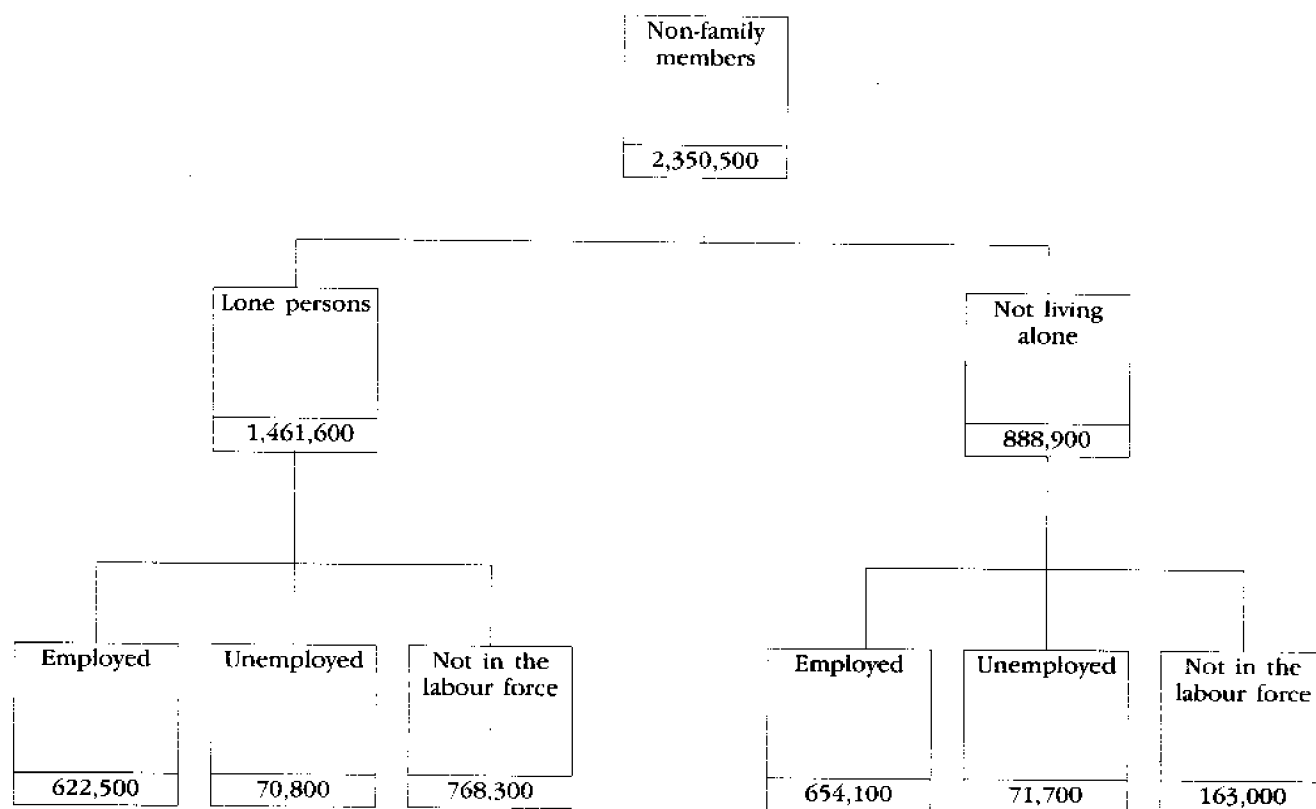 Non-family
members
2,350,500
Lone persons
1,461,600
Not living
alone
888,900
Employed
622,500
Unemployed
70,800
Not in the
labour force
768,300
Employed
654,100
Unemployed
71,700
Not in the
labour force
163,000